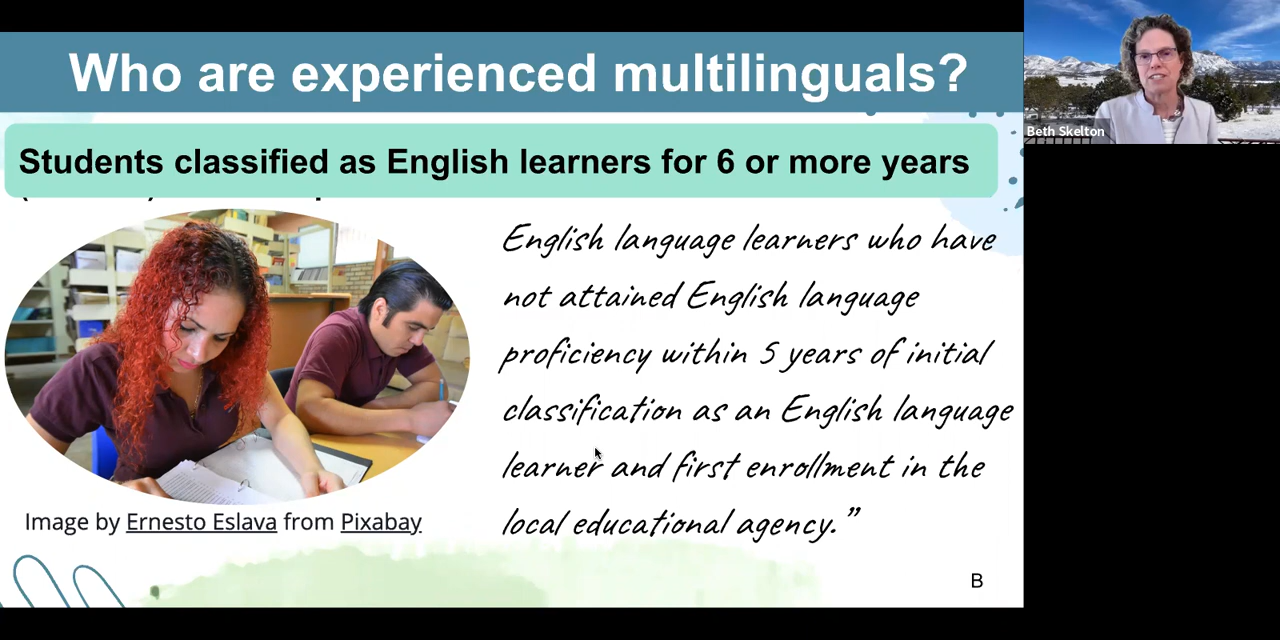 Who are experienced multilinguals?
Beth Skelton
Students classified as English learners for 6 or more years
English language learners who have
not attained English language
proficiency within 5 years of initial
classification as an English language
learner and first enrollment in the
local educational agency.”
Image by Ernesto Eslava from Pixabay
B